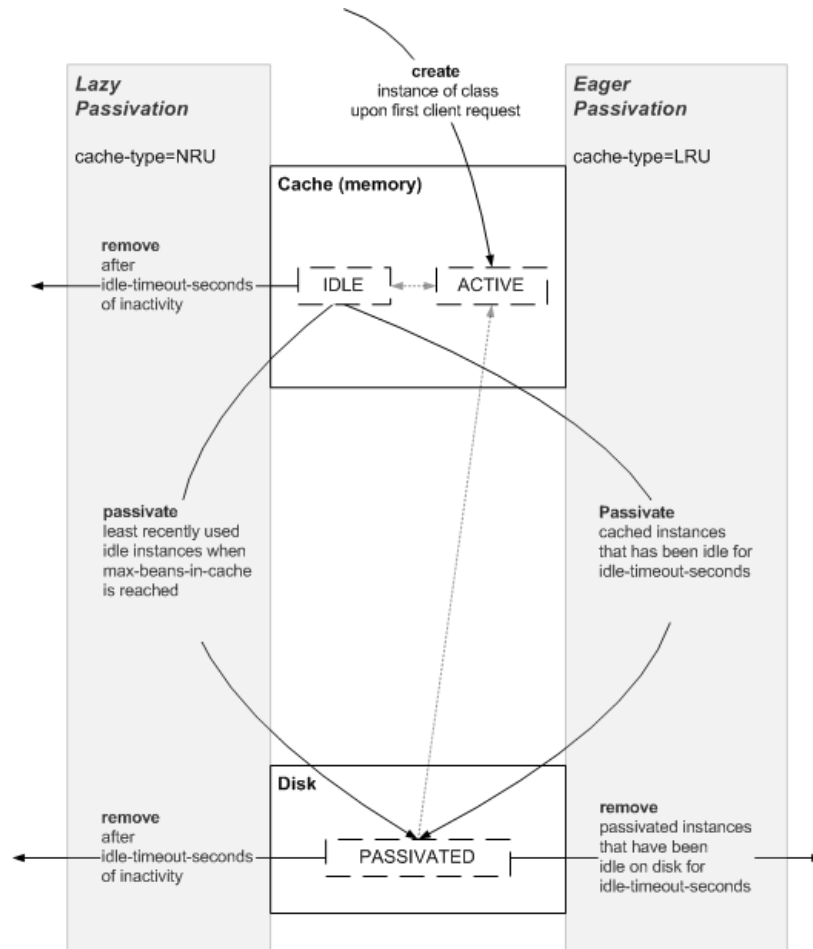 create
instance of class
upon first client request
Lazy
Passivation
cache-type=NRU
Eager
Passivation
cache-type=LRU
Cache (memory)
remove
after
idle-timeout-seconds
of inactivity
IDLE
ACTIVE
passivate
least recently used
idle instances when
max-beans-in-cache
is reached
Passivate
cached instances
that has been idle for
idle-timeout-seconds
Disk
remove
after
idle-timeout-seconds
of inactivity
PASSIVATED
remove
passivated instances
that have been
idle on disk for
idle-timeout-seconds